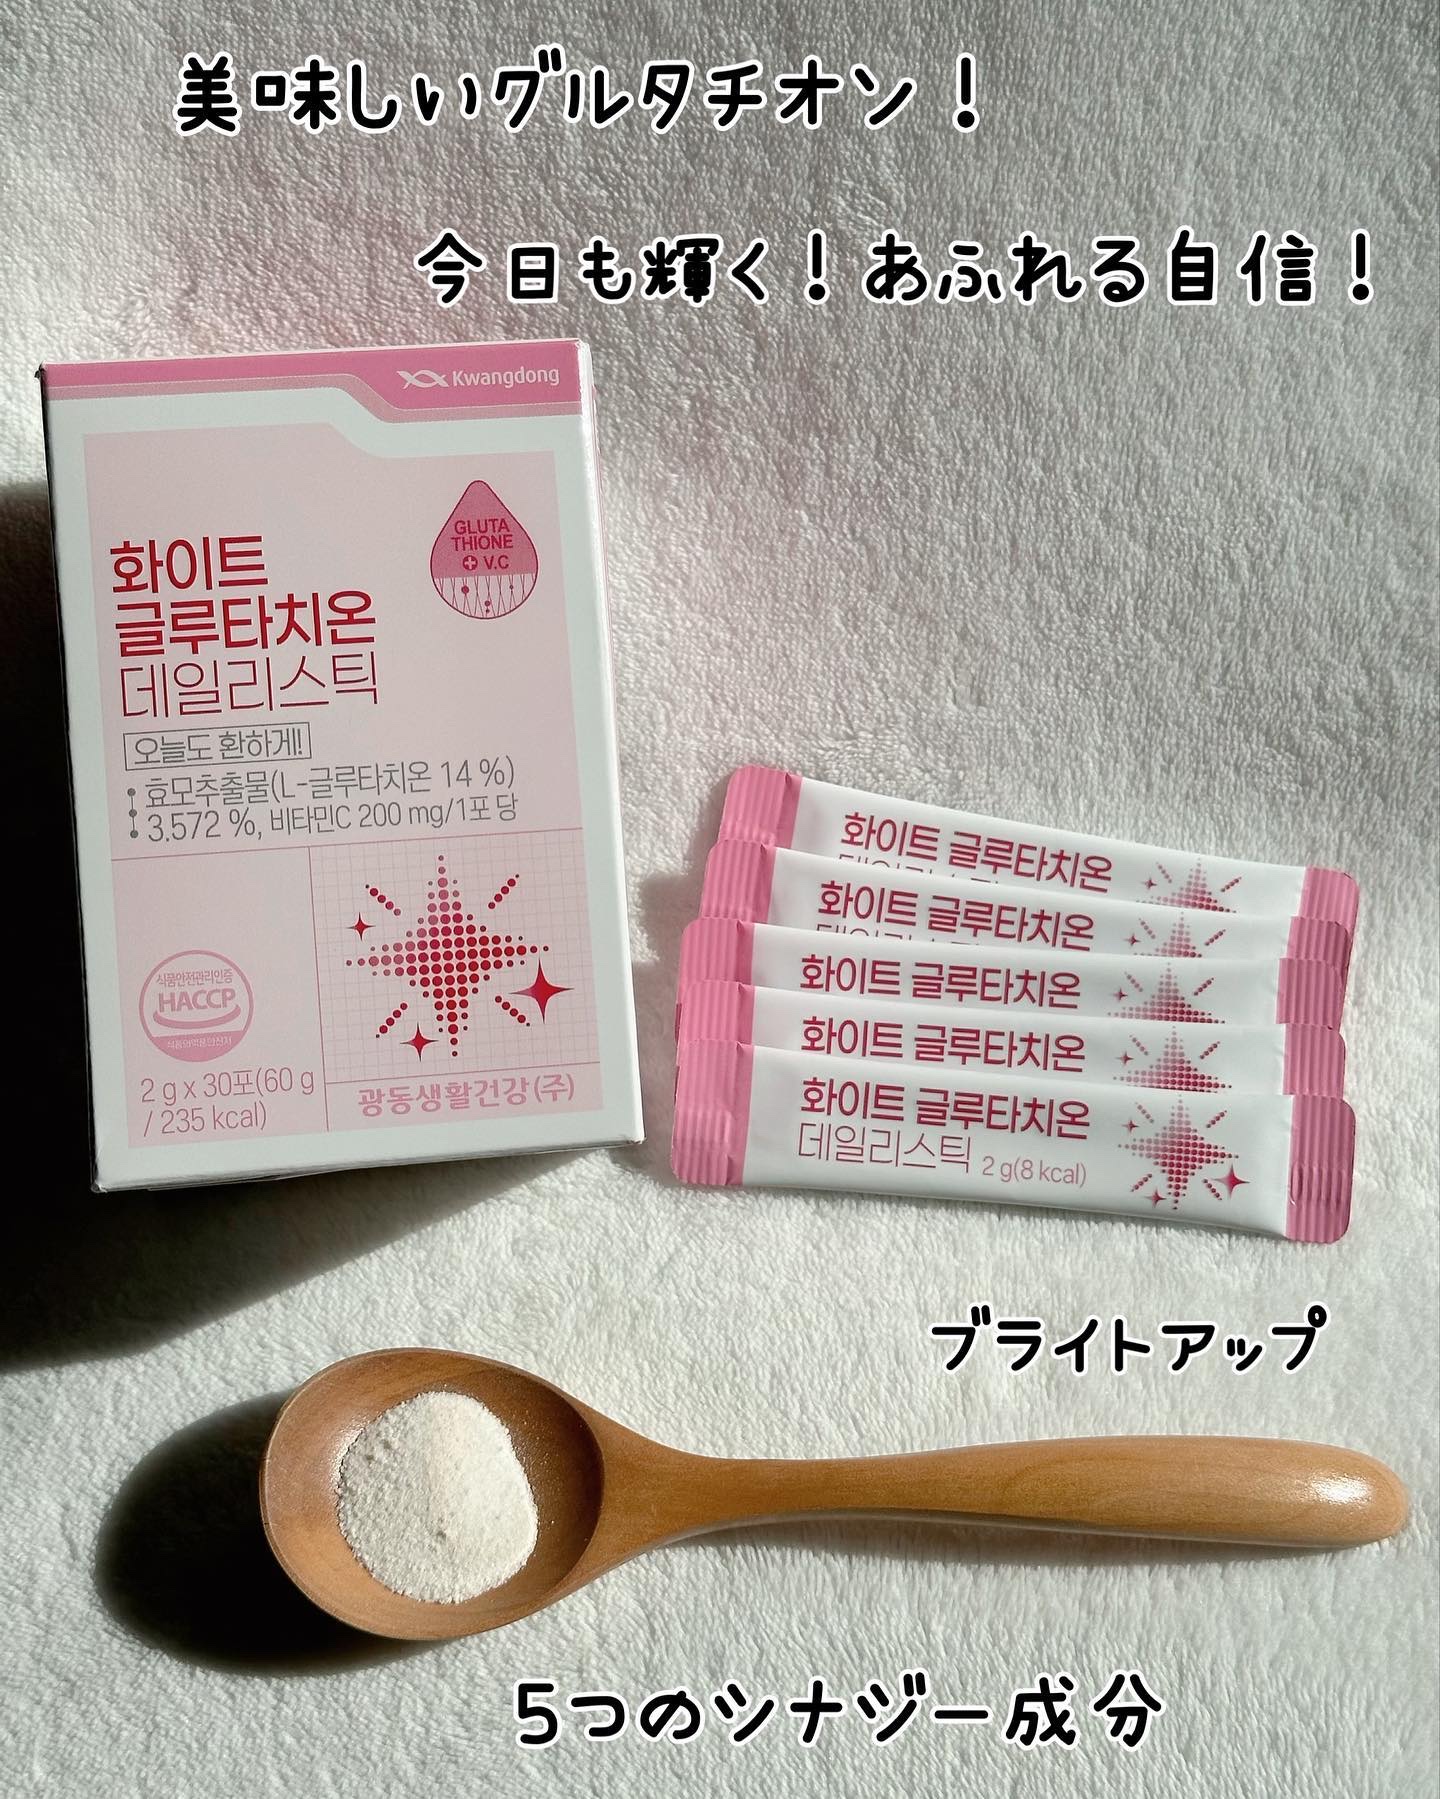 美味しいグルタチオン！
今日も輝く！あふれる自信！
Kwangdong
GLUTA
THIONE
+ V.C
화이트
글루타치온
데일리스틱
오늘도 환하게!
효모추출물(L-글루타치온 14 %)
3.572 %, 비타민C 200 mg/1포 당
식품안전관리인증
HACCP
2 g x 30포(60 g
/ 235 kcal)
광동생활건강(주)
화이트 글루타치온
화이트 글루타치온
화이트 글루타치온
화이트 글루타치온
화이트 글루타치온
데일리스틱 2 g(8 kcal)
ブライトアップ
5つのシナジー成分